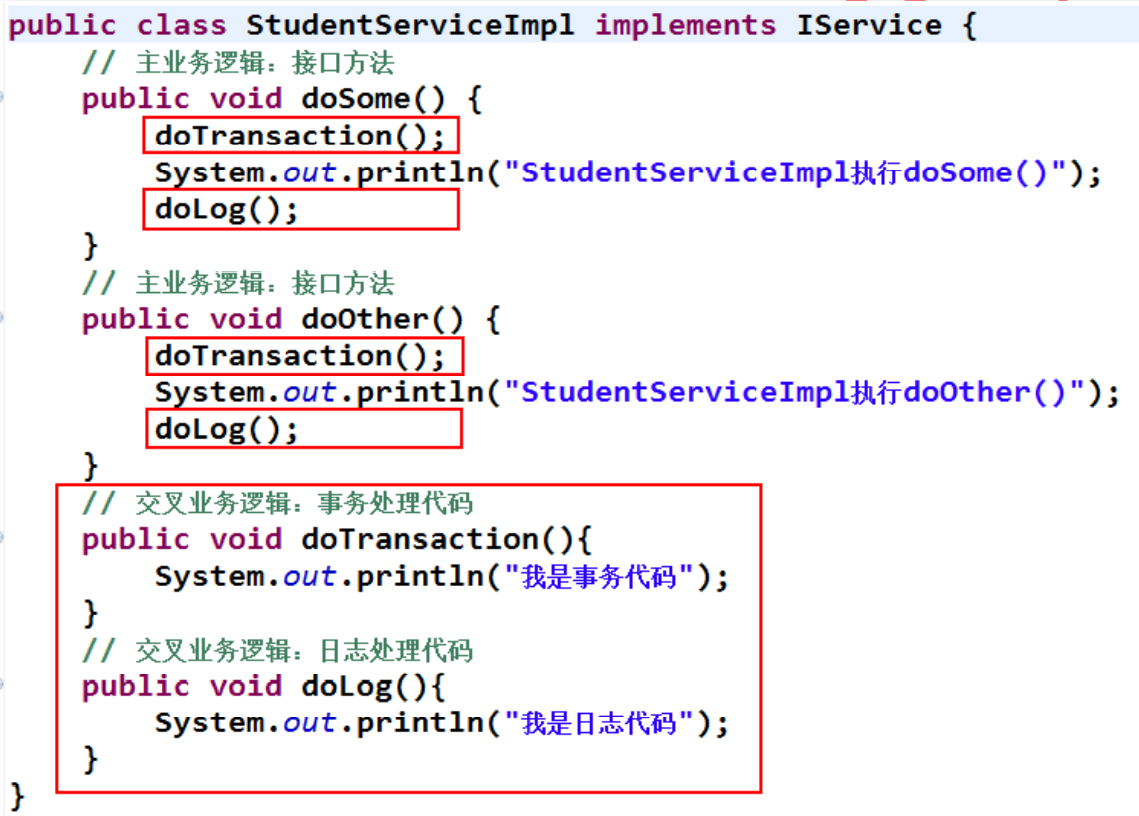 public class StudentServiceImpl implements IService {
// 主业务逻辑：接口方法
public void doSome() {
doTransaction();
System.out.println("StudentServiceImpl执行doSome()");
doLog();
}
// 主业务逻辑：接口方法
public void doOther() {
doTransaction();
System.out.println("StudentServiceImpl执行doOther()");
doLog();
}
// 交叉业务逻辑：事务处理代码
public void doTransaction(){
System.out.println("我是事务代码");
}
// 交叉业务逻辑：日志处理代码
public void doLog(){
System.out.println("我是日志代码");
}
}